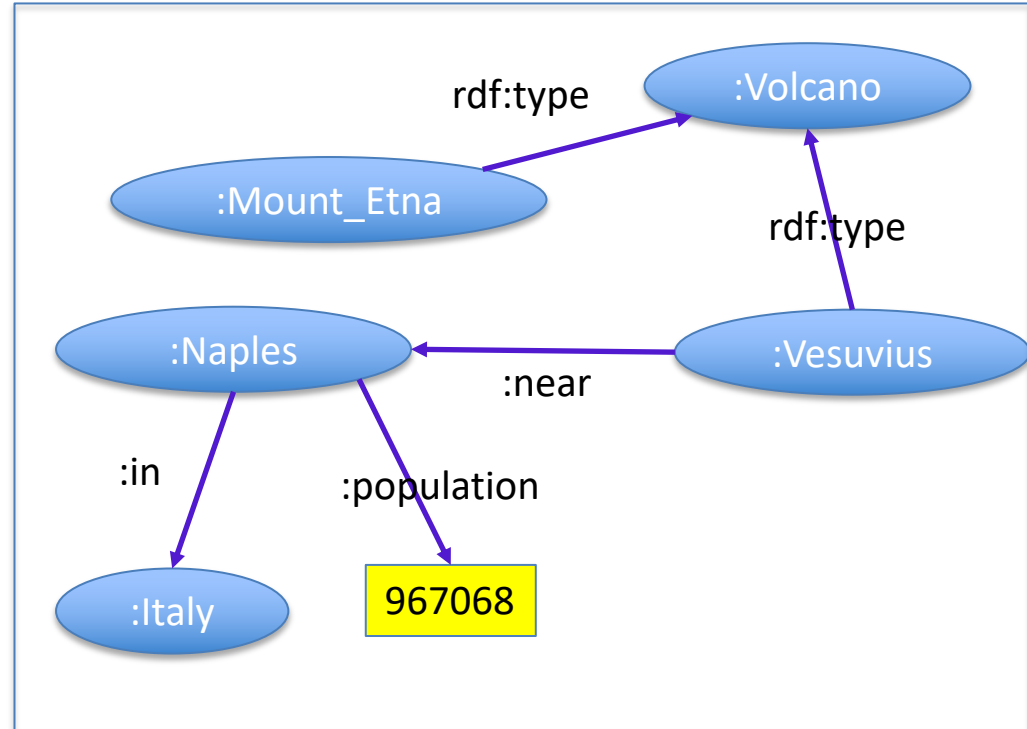 :Volcano
rdf:type
:Mount_Etna
rdf:type
:Naples
:Vesuvius
:near
:in
:population
967068
:Italy